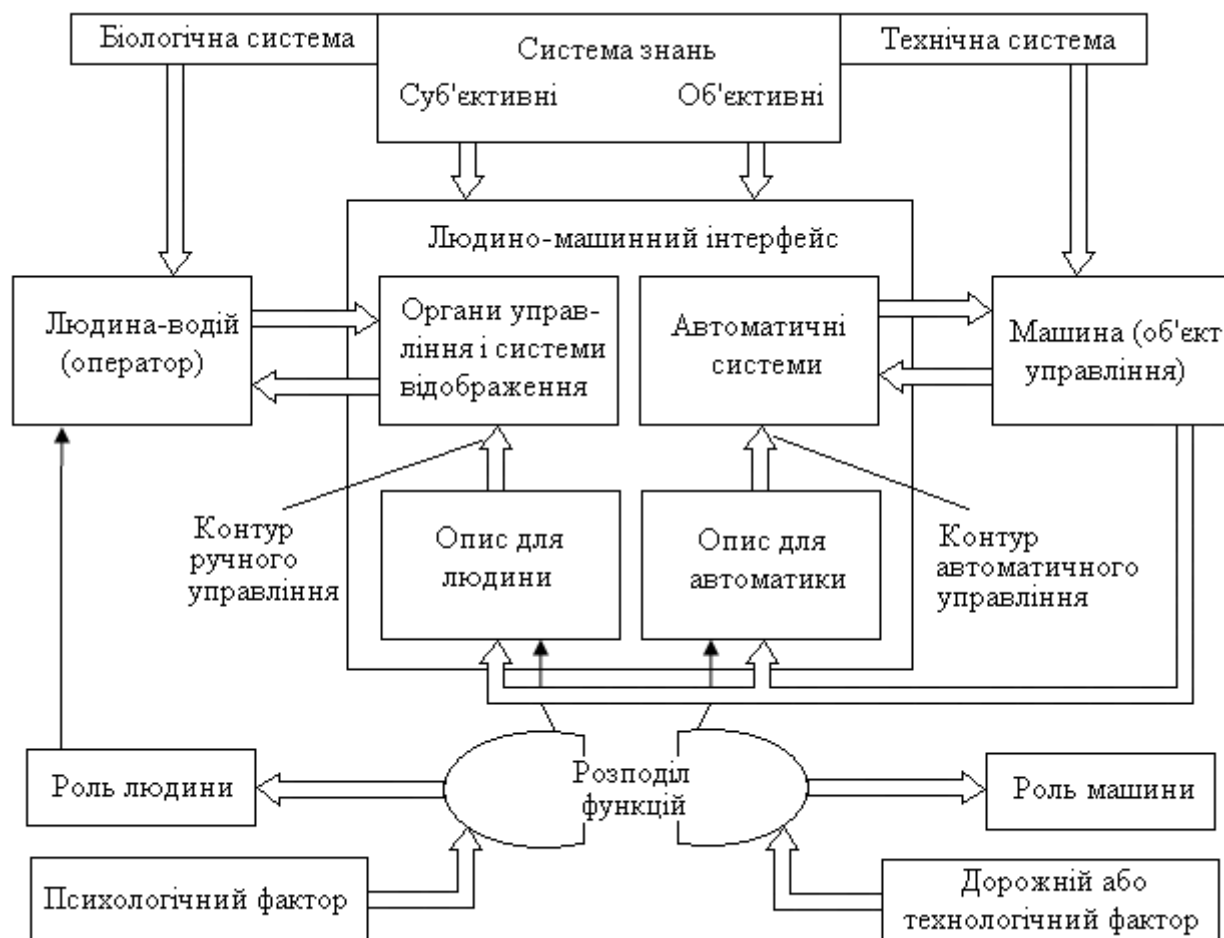 Біологічна система
Система знань
Технічна система
Суб'єктивні
Об'єктивні
Людино-машинний інтерфейс
Людина-водій
(оператор)
Органи управ-
ління і системи
відображення
Автоматичні
системи
Машина (об'єкт
управління)
Контур
ручного
управління
Опис для
людини
Опис для
автоматики
Контур
автоматичного
управління
Роль людини
Розподіл
функцій
Роль машини
Психологічний фактор
Дорожній або
технологічний фактор